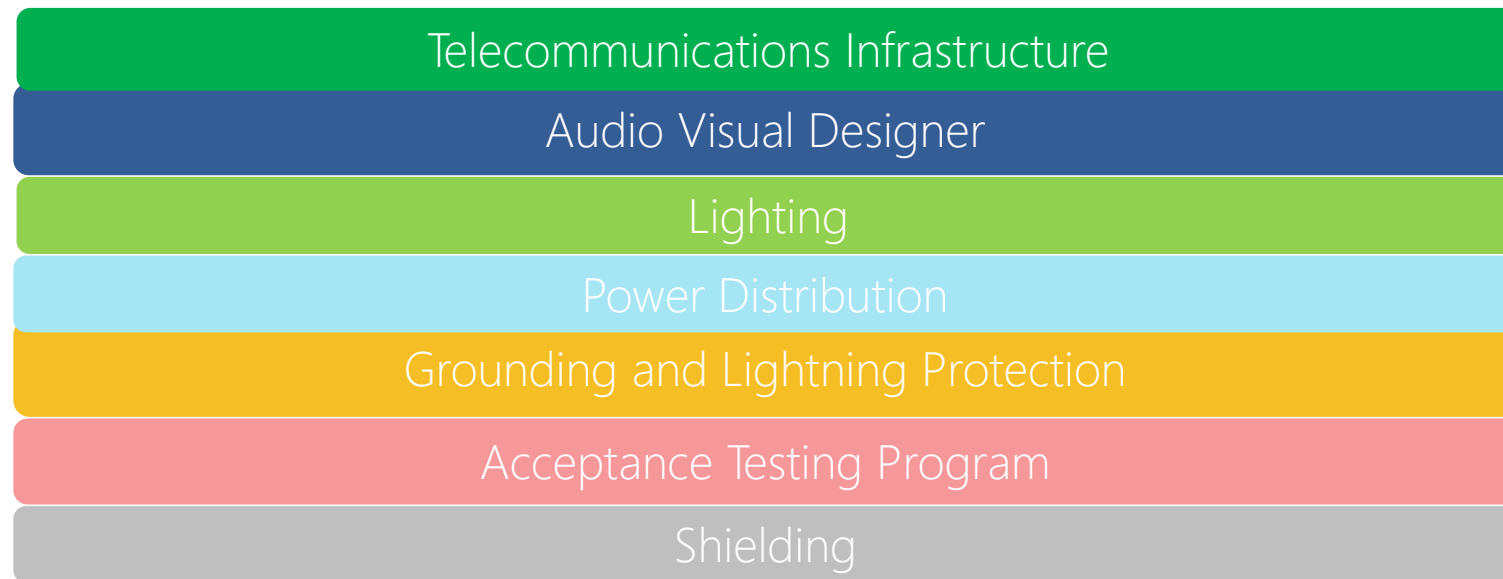 Telecommunications Infrastructure
Audio Visual Designer
Lighting
Power Distribution
Grounding and Lightning Protection
Acceptance Testing Program
Shielding